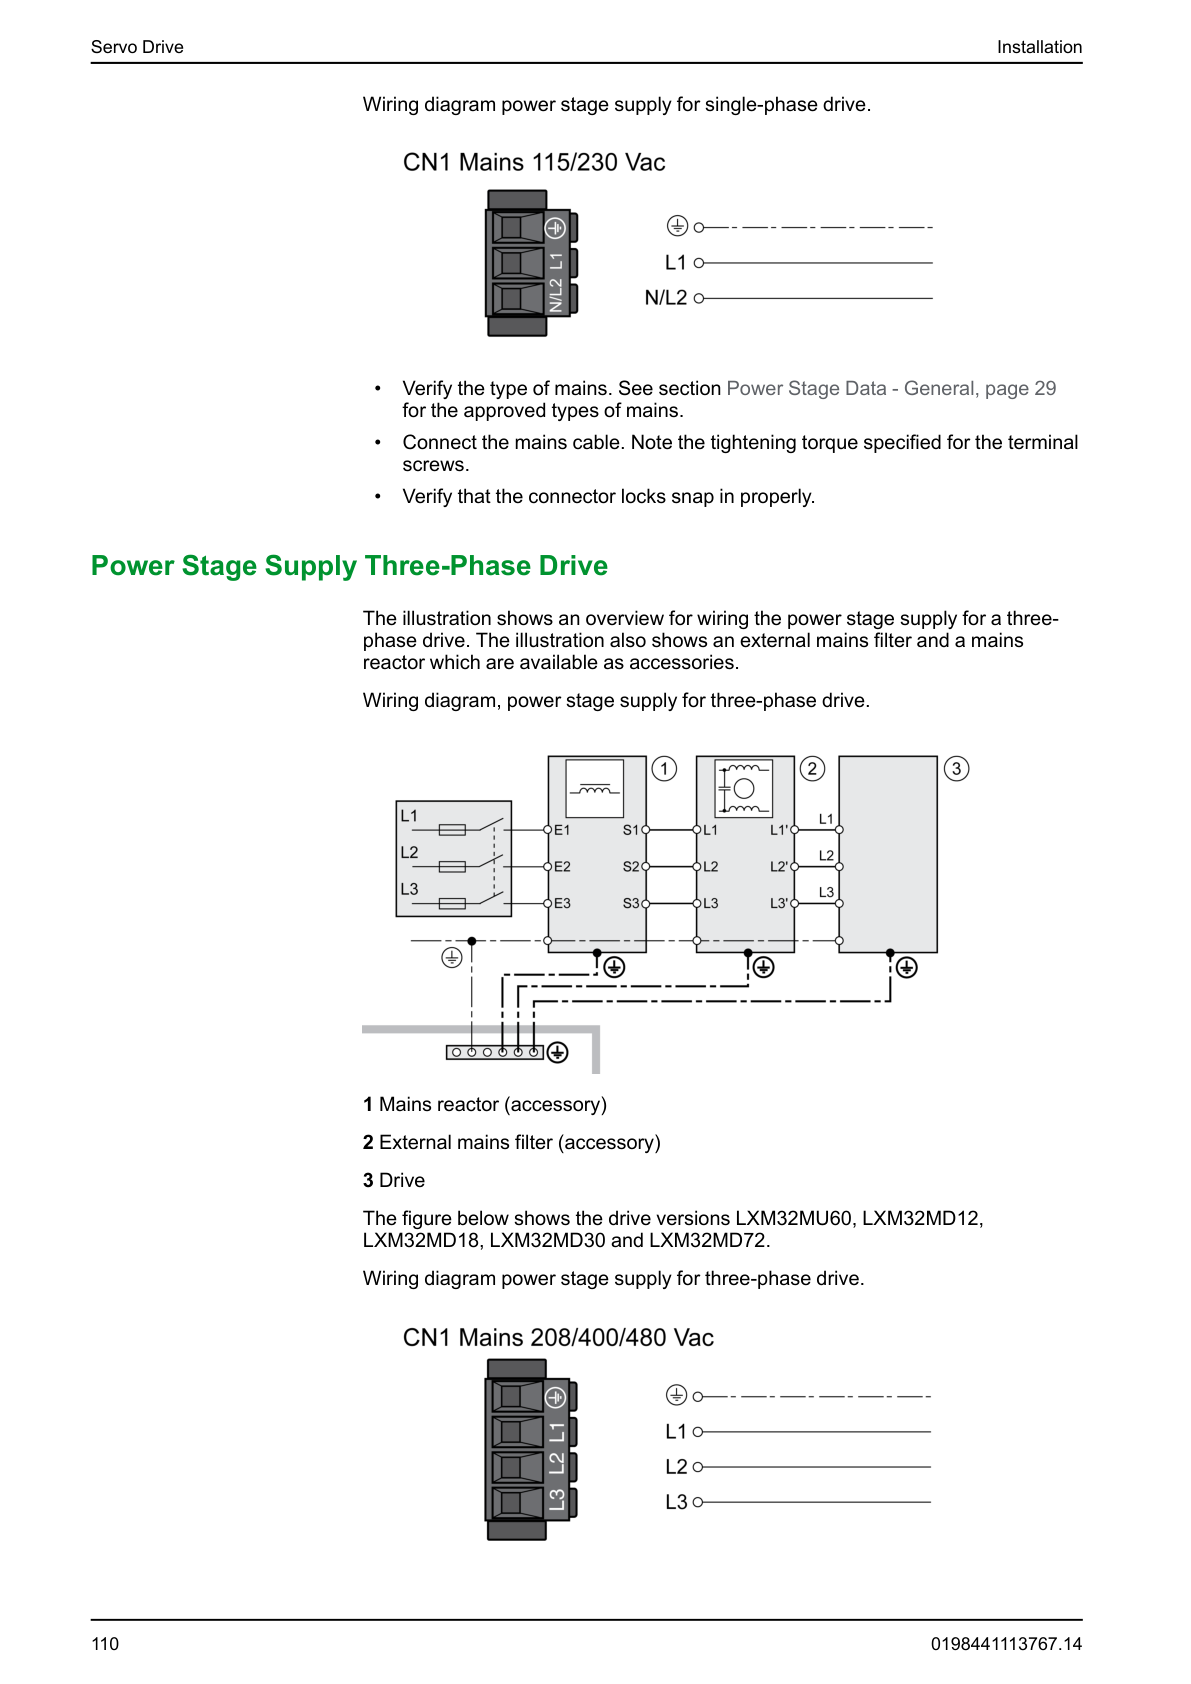 Servo Drive
Installation
Wiring diagram power stage supply for single-phase drive.
CN1 Mains 115/230 Vac
L1
N/L2
L1
N/L2
• Verify the type of mains. See section Power Stage Data - General, page 29
for the approved types of mains.
• Connect the mains cable. Note the tightening torque specified for the terminal
screws.
• Verify that the connector locks snap in properly.
Power Stage Supply Three-Phase Drive
The illustration shows an overview for wiring the power stage supply for a three-
phase drive. The illustration also shows an external mains filter and a mains
reactor which are available as accessories.
Wiring diagram, power stage supply for three-phase drive.
1
2
3
L1
E1
S1
L1
L1'
L1
L2
E2
S2
L2
L2'
L2
L3
E3
S3
L3
L3'
L3
1 Mains reactor (accessory)
2 External mains filter (accessory)
3 Drive
The figure below shows the drive versions LXM32MU60, LXM32MD12,
LXM32MD18, LXM32MD30 and LXM32MD72.
Wiring diagram power stage supply for three-phase drive.
CN1 Mains 208/400/480 Vac
L1
L2
L3
L1
L2
L3
110
0198441113767.14